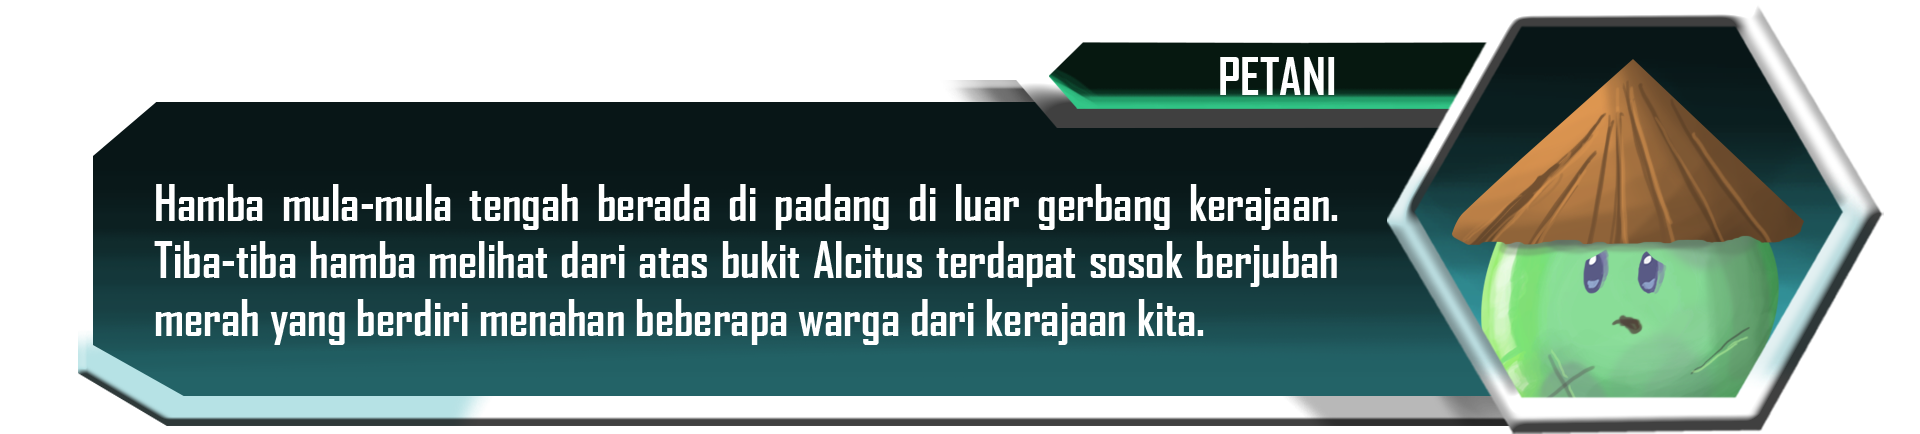 PETANI
Hamba mula-mula tengah berada di padang di luar gerbang kerajaan.
Tiba-tiba hamba melihat dari atas bukit Alcitus terdapat sosok berjubah
merah yang berdiri menahan beberapa warga dari kerajaan kita.